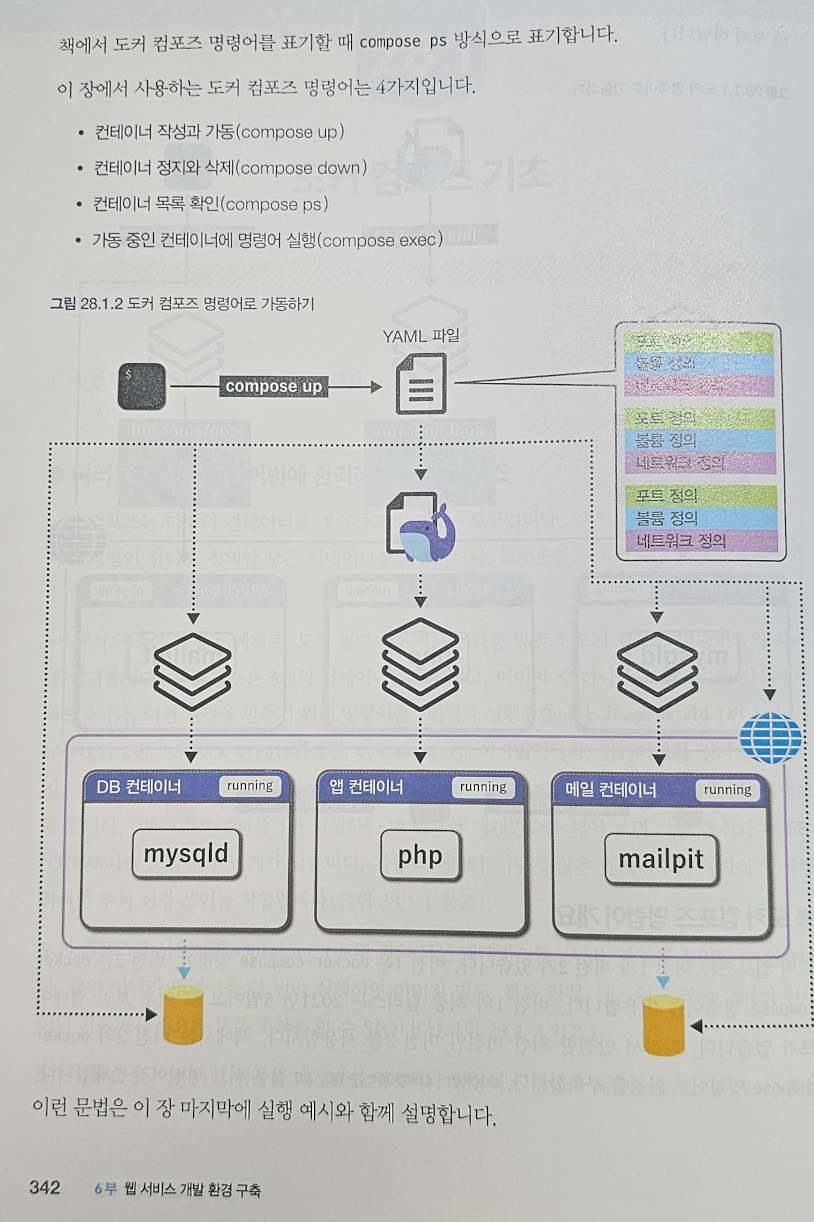 책에서 도커 컴포즈 명령어를 표기할 때 compose ps 방식으로 표기합니다.
이 장에서 사용하는 도커 컴포즈 명령어는 4가지입니다.
• 컨테이너 작성과 가동(compose up)
• 컨테이너 정지와 삭제(compose down)
• 컨테이너 목록 확인(compose ps)
• 가동 중인 컨테이너에 명령어 실행(compose exec)
그림 28.1.2 도커 컴포즈 명령어로 가동하기
YAML 파일
$
compose up
포트 정의
볼륨 정의
네트워크 정의
포트 정의
볼륨 정의
네트워크 정의
포트 정의
볼륨 정의
네트워크 정의
DB 컨테이너 running
mysqld
앱 컨테이너 running
php
메일 컨테이너 running
mailpit
이런 문법은 이 장 마지막에 실행 예시와 함께 설명합니다.
342 6부 웹 서비스 개발 환경 구축